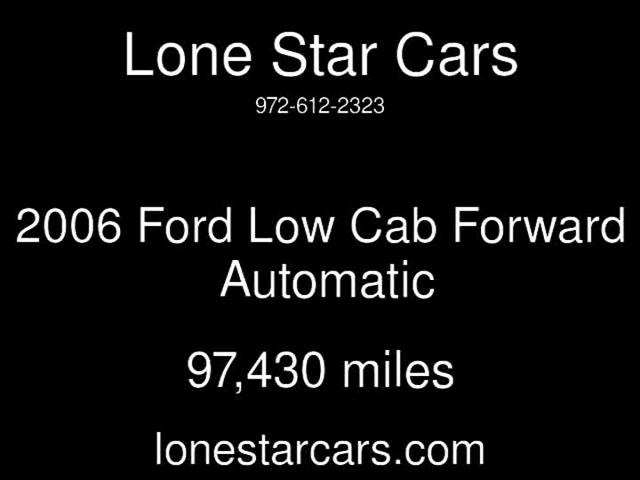 Lone Star Cars
972-612-2323
2006 Ford Low Cab Forward
Automatic
97,430 miles
lonestarcars.com